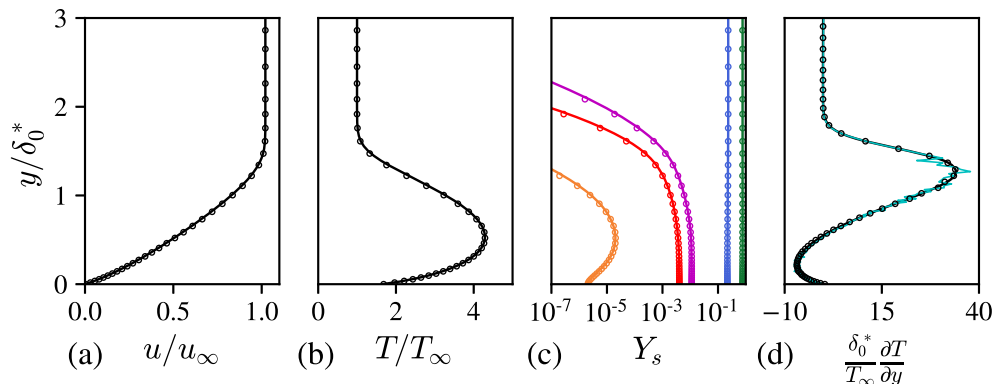 3
2
1
0
y/δ₀*
0.0 0.5 1.0
0 2 4
10⁻⁷ 10⁻⁵ 10⁻³ 10⁻¹
−10 15 40
(a) u/u∞
(b) T/T∞
(c) Yₛ
(d) δ₀*/T∞ ∂T/∂y